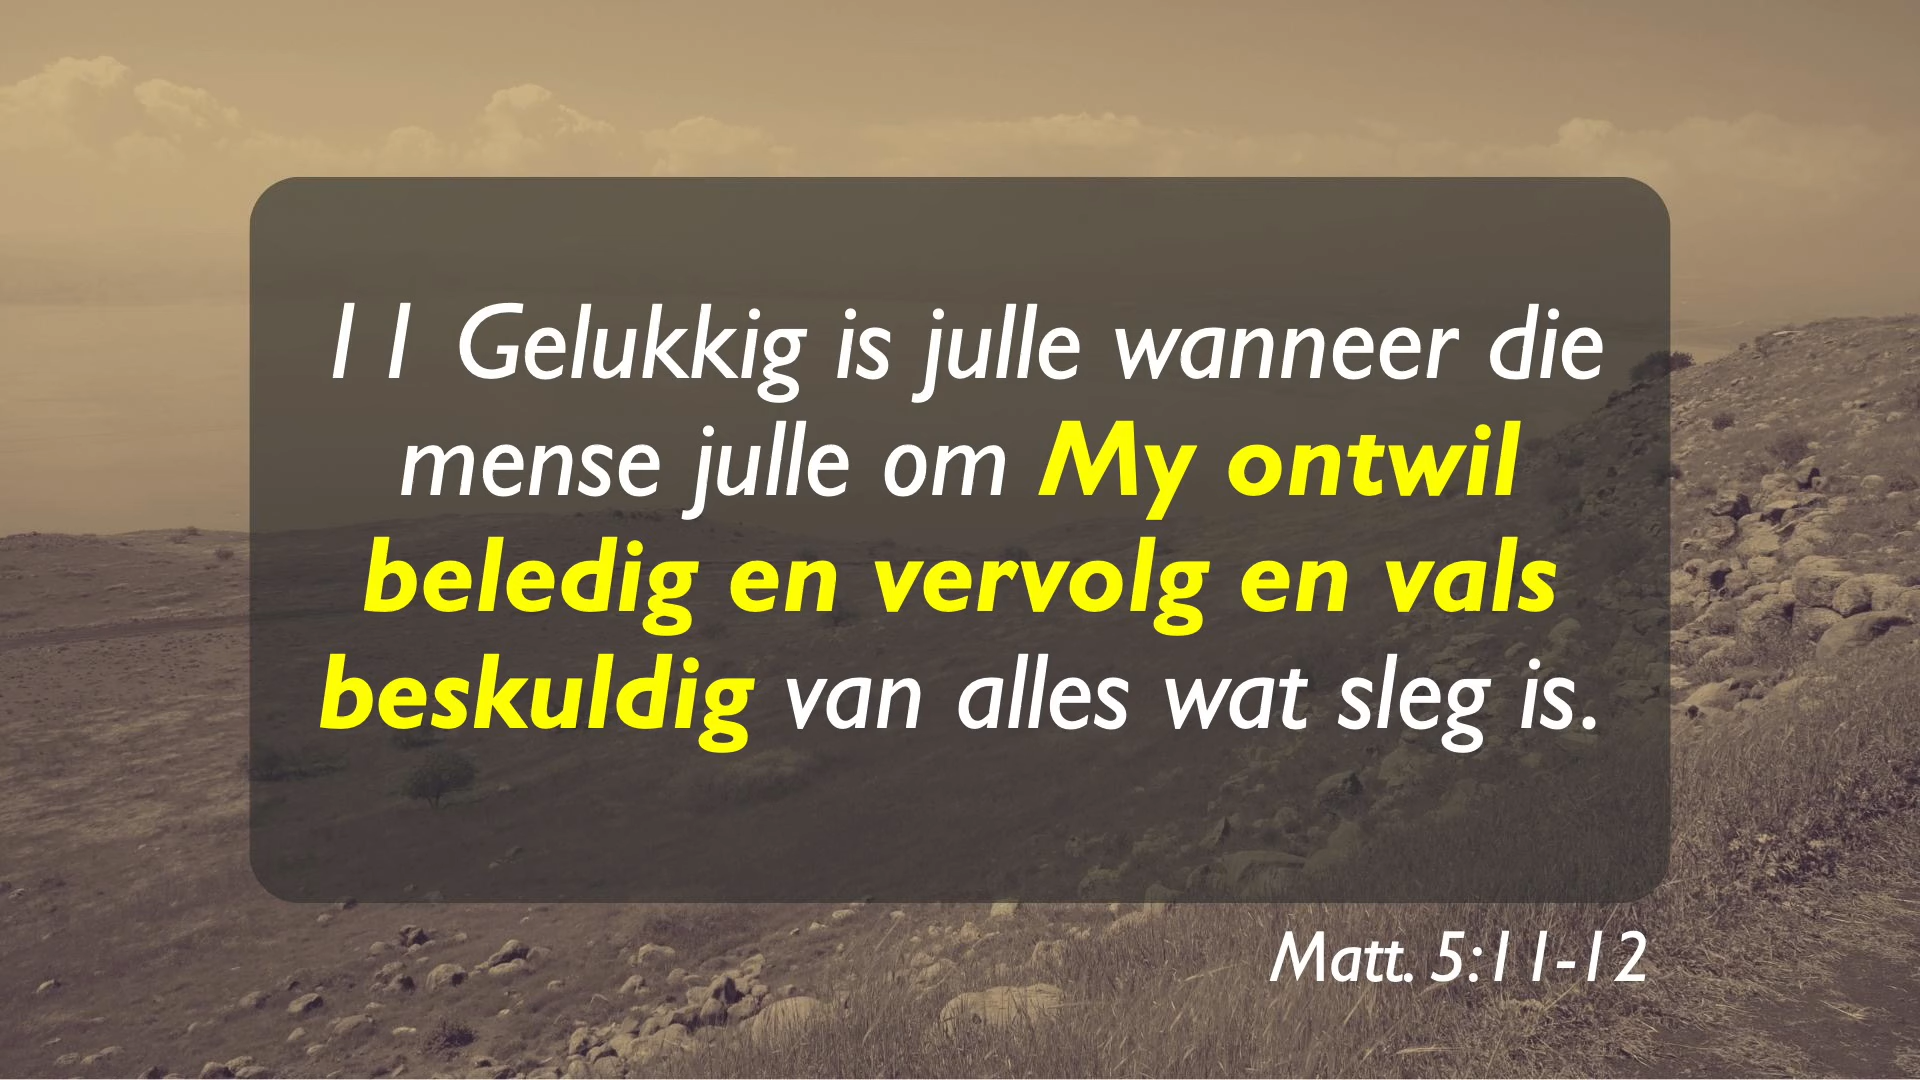 11 Gelukkig is julle wanneer die
mense julle om My ontwil
beledig en vervolg en vals
beskuldig van alles wat sleg is.
Matt. 5:11-12